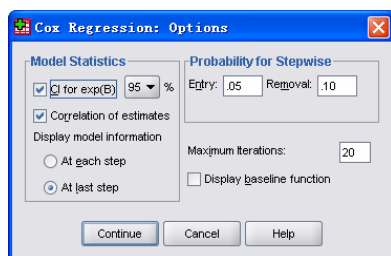 Cox Regression: Options
Model Statistics
CI for exp(B) 95 %
Correlation of estimates
Display model information
At each step
At last step
Probability for Stepwise
Entry: .05 Removal: .10
Maximum Iterations: 20
Display baseline function
Continue Cancel Help